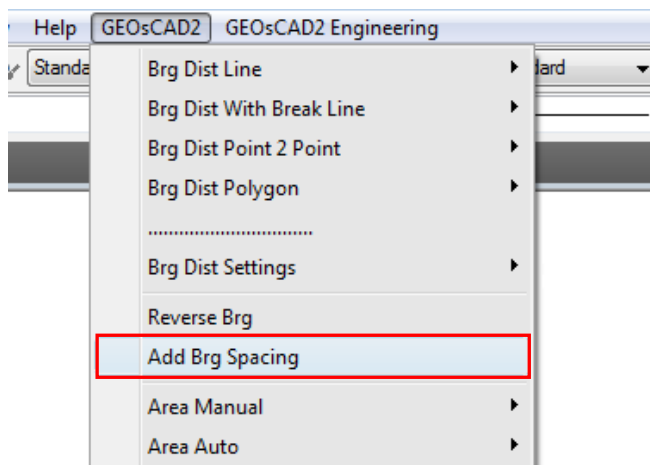 Help GEOsCAD2 GEOsCAD2 Engineering
Standa
dard
Brg Dist Line
Brg Dist With Break Line
Brg Dist Point 2 Point
Brg Dist Polygon
................................
Brg Dist Settings
Reverse Brg
Add Brg Spacing
Area Manual
Area Auto